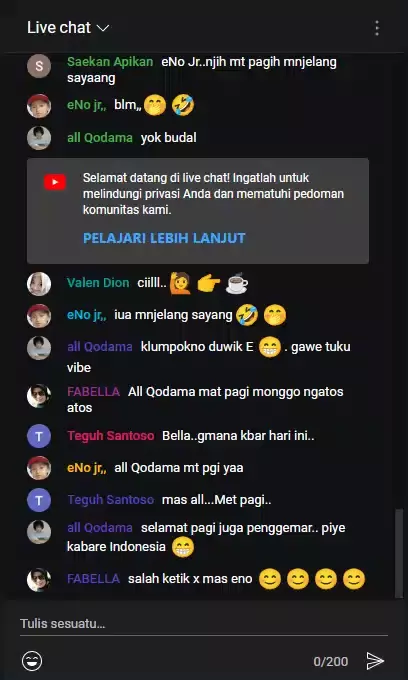 Live chat
S Saekan Apikan eNo Jr..njih mt pagih mnjelang
sayaang
eNo jr,, blm,, 🤭 🤣
all Qodama yok budal
Selamat datang di live chat! Ingatlah untuk
melindungi privasi Anda dan mematuhi pedoman
komunitas kami.
PELAJARI LEBIH LANJUT
Valen Dion ciilll.. 🙋 👉 ☕
eNo jr,, iua mnjelang sayang 🤣 🤭
all Qodama klumpokno duwik E 😁 . gawe tuku
vibe
FABELLA All Qodama mat pagi monggo ngatos
atos
T Teguh Santoso Bella..gmana kbar hari ini..
eNo jr,, all Qodama mt pgi yaa
T Teguh Santoso mas all...Met pagi..
all Qodama selamat pagi juga penggemar.. piye
kabare Indonesia 😁
FABELLA salah ketik x mas eno 😊 😊 😊 😊
Tulis sesuatu...
0/200